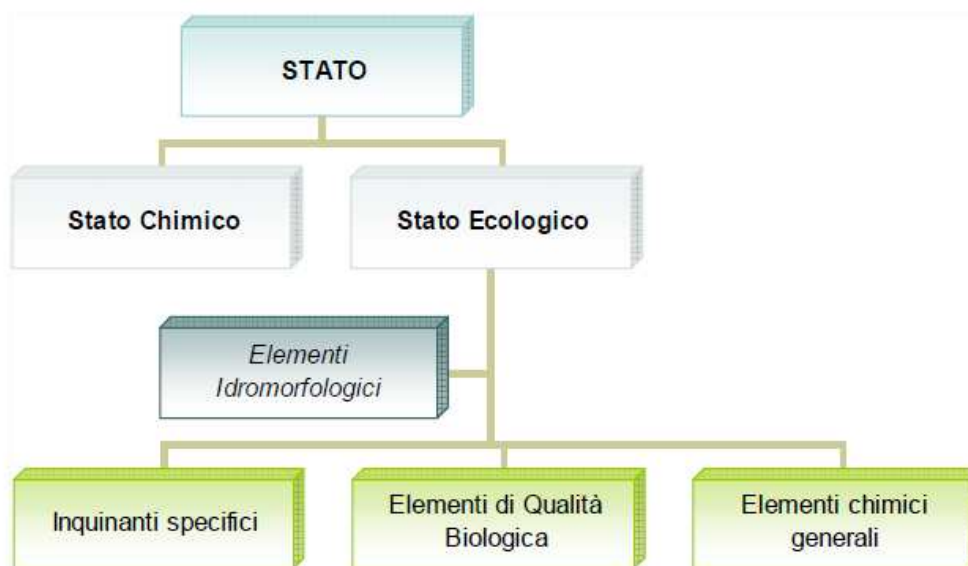 STATO
Stato Chimico
Stato Ecologico
Elementi
Idromorfologici
Inquinanti specifici
Elementi di Qualità
Biologica
Elementi chimici
generali